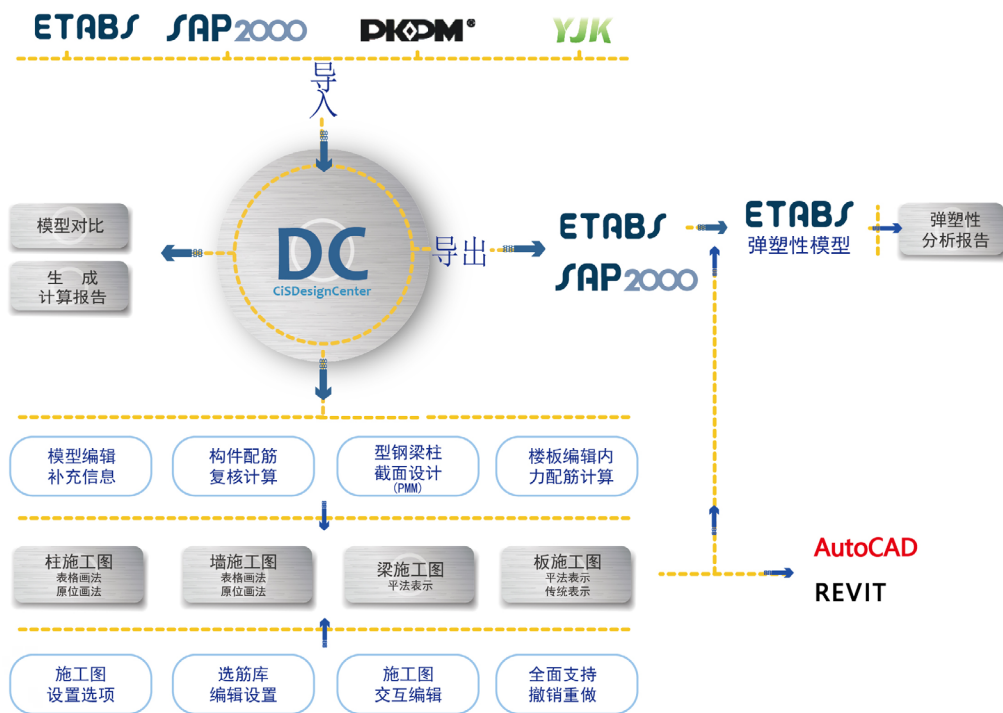 ETABS SAP2000 PKPM® YJK
导入
模型对比
生 成
计算报告
DC
CiSDesignCenter
导出
ETABS
SAP2000
ETABS
弹塑性模型
弹塑性
分析报告
模型编辑
补充信息
构件配筋
复核计算
型钢梁柱
截面设计
(PMM)
楼板编辑内
力配筋计算
柱施工图
表格画法
原位画法
墙施工图
表格画法
原位画法
梁施工图
平法表示
板施工图
平法表示
传统表示
AutoCAD
REVIT
施工图
设置选项
选筋库
编辑设置
施工图
交互编辑
全面支持
撤销重做